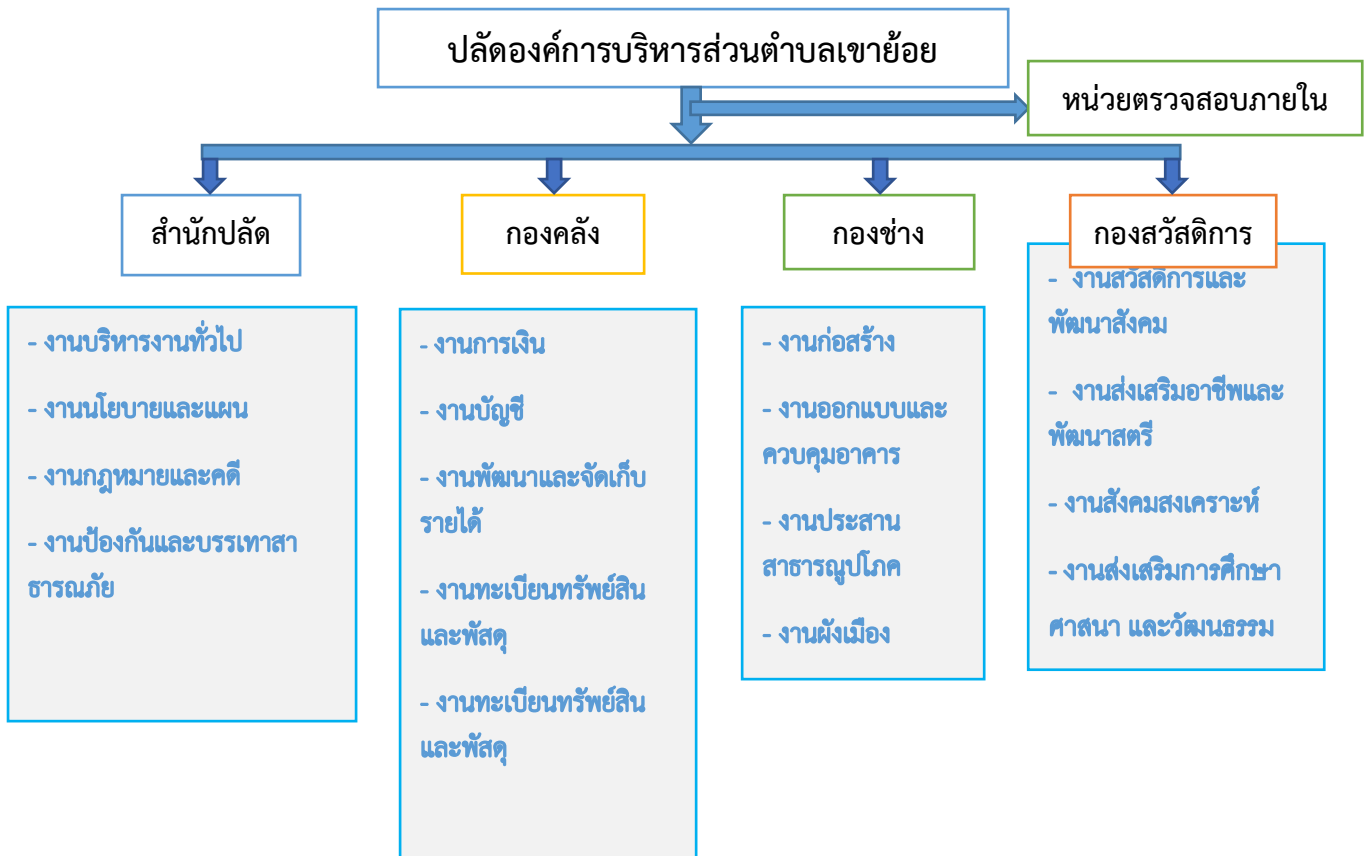 ปลัดองค์การบริหารส่วนตำบลเขาย้อย
หน่วยตรวจสอบภายใน
สำนักปลัด
กองคลัง
กองช่าง
กองสวัสดิการ
- งานบริหารงานทั่วไป
- งานนโยบายและแผน
- งานกฎหมายและคดี
- งานป้องกันและบรรเทาสา
ธารณภัย
- งานการเงิน
- งานบัญชี
- งานพัฒนาและจัดเก็บ
รายได้
- งานทะเบียนทรัพย์สิน
และพัสดุ
- งานทะเบียนทรัพย์สิน
และพัสดุ
- งานก่อสร้าง
- งานออกแบบและ
ควบคุมอาคาร
- งานประสาน
สาธารณูปโภค
- งานผังเมือง
- งานสวัสดิการและ
พัฒนาสังคม
- งานส่งเสริมอาชีพและ
พัฒนาสตรี
- งานสังคมสงเคราะห์
- งานส่งเสริมการศึกษา
ศาสนา และวัฒนธรรม